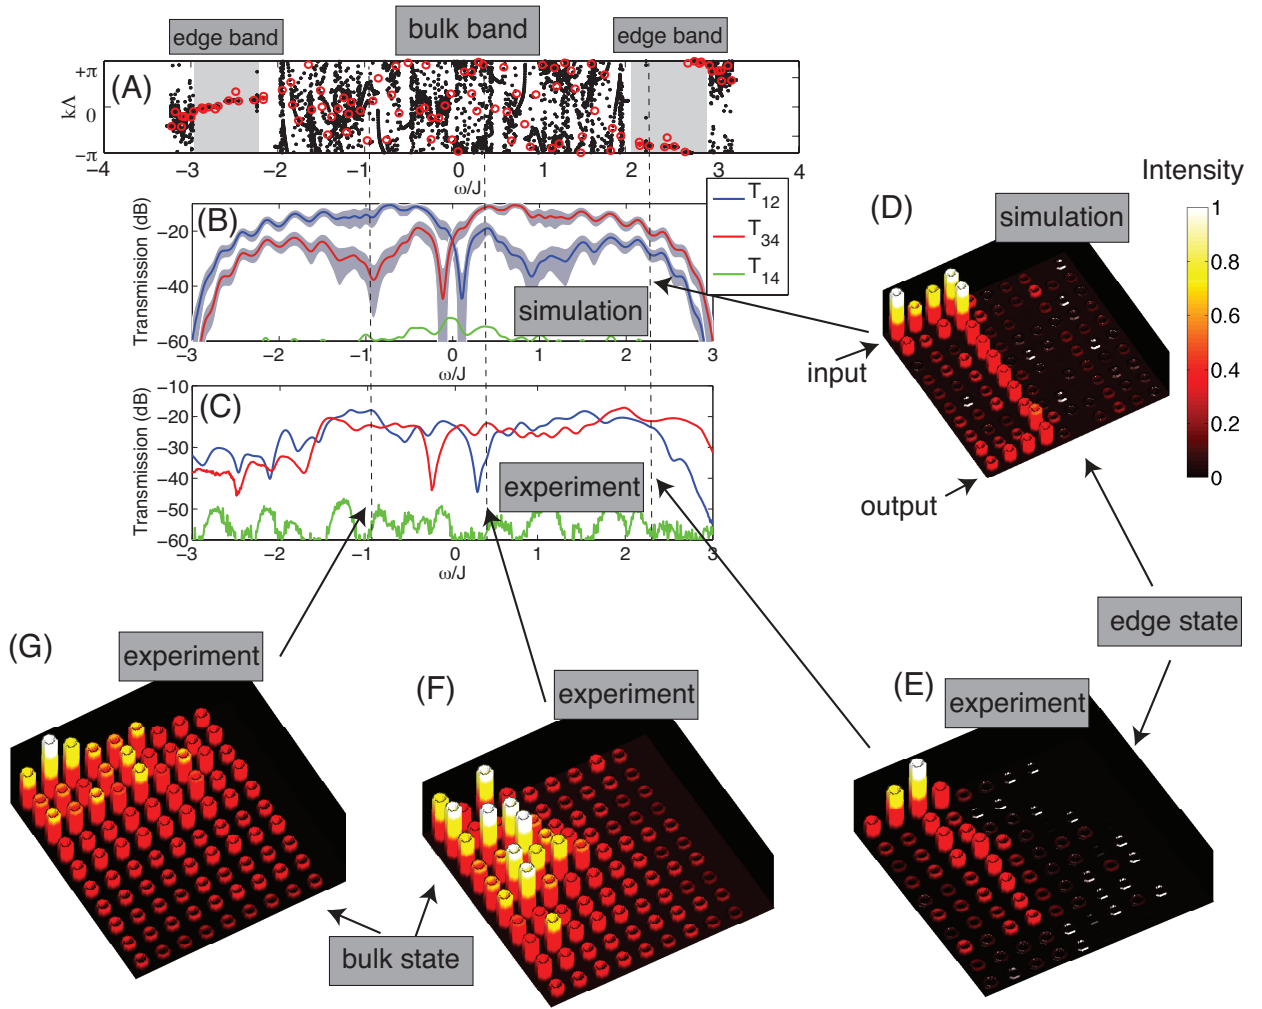 edge band
bulk band
edge band
(A)
kΛ
+π
0
−π
−4
−3
−2
−1
0
1
2
3
4
ω/J
(B)
Transmission (dB)
−20
−40
−60
simulation
T12
T34
T14
−3
−2
−1
0
1
2
3
ω/J
(C)
Transmission (dB)
−10
−20
−30
−40
−50
−60
experiment
−3
−2
−1
0
1
2
3
ω/J
(D)
simulation
input
output
Intensity
1
0.8
0.6
0.4
0.2
0
edge state
(E)
experiment
(F)
experiment
(G)
experiment
bulk state